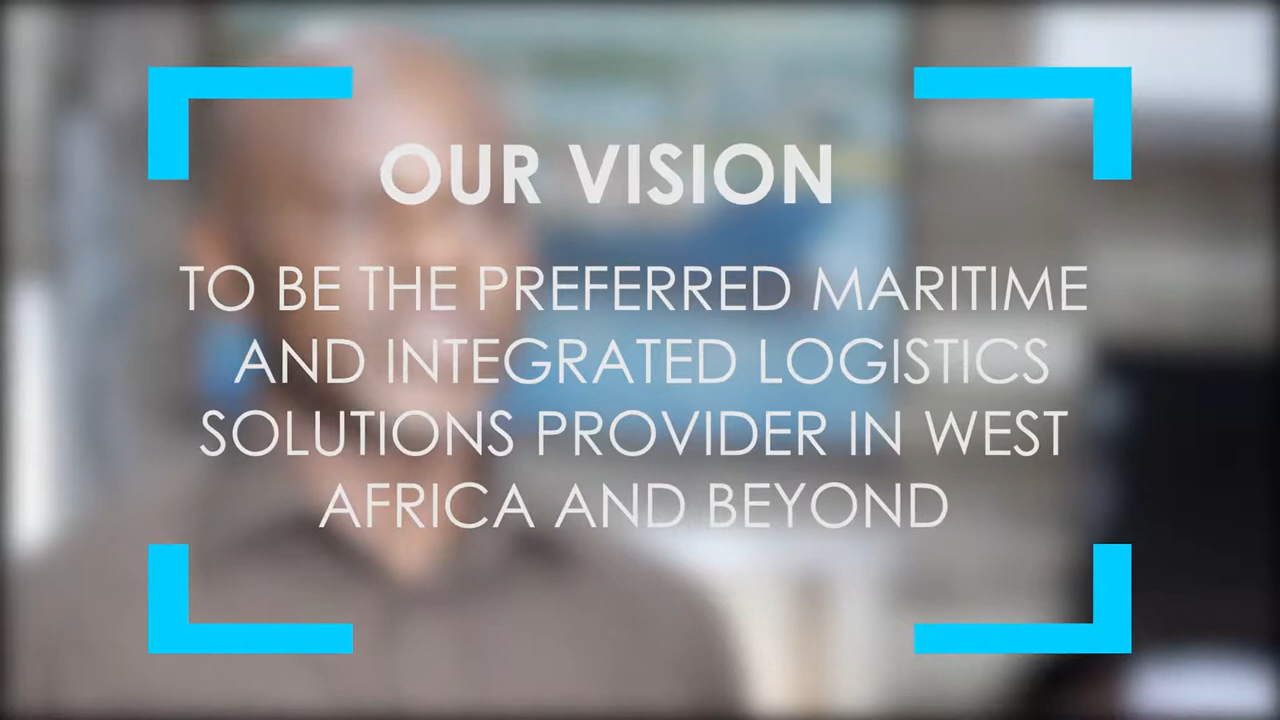 OUR VISION
TO BE THE PREFERRED MARITIME
AND INTEGRATED LOGISTICS
SOLUTIONS PROVIDER IN WEST
AFRICA AND BEYOND